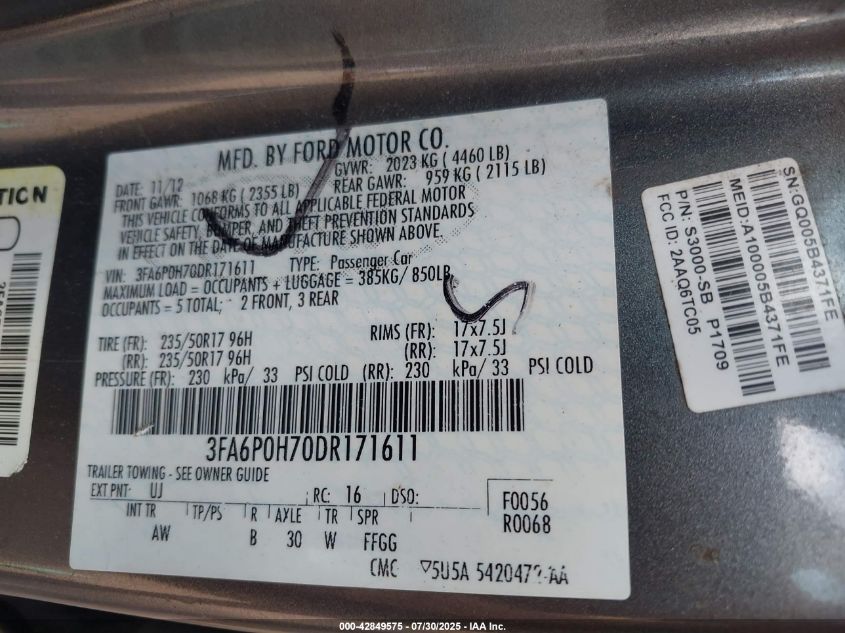 TION
MFD. BY FORD MOTOR CO.
DATE: 11/12 GVWR: 2023 KG ( 4460 LB)
FRONT GAWR: 1068 KG ( 2355 LB) REAR GAWR: 959 KG ( 2115 LB)
THIS VEHICLE CONFORMS TO ALL APPLICABLE FEDERAL MOTOR
VEHICLE SAFETY, BUMPER, AND THEFT PREVENTION STANDARDS
IN EFFECT ON THE DATE OF MANUFACTURE SHOWN ABOVE.
VIN: 3FA6P0H70DR171611 TYPE: Passenger Car
MAXIMUM LOAD = OCCUPANTS + LUGGAGE = 385KG/ 850LB
OCCUPANTS = 5 TOTAL; 2 FRONT, 3 REAR
TIRE (FR): 235/50R17 96H RIMS (FR): 17x7.5J
(RR): 235/50R17 96H (RR): 17x7.5J
PRESSURE (FR): 230 kPa/ 33 PSI COLD (RR): 230 kPa/ 33 PSI COLD
3FA6P0H70DR171611
TRAILER TOWING - SEE OWNER GUIDE
EXT PNT: UJ RC: 16 DSO: F0056
INT TR TP/PS R AXLE TR SPR R0068
AW B 30 W FFGG
CMC 5U5A 5420472-AA
SN:GQ005B4371FE
MEID:A100005B4371FE
P/N: S3000-SB P1709
FCC ID: 2AAQ6TC05
000-42849575 - 07/30/2025 - IAA Inc.